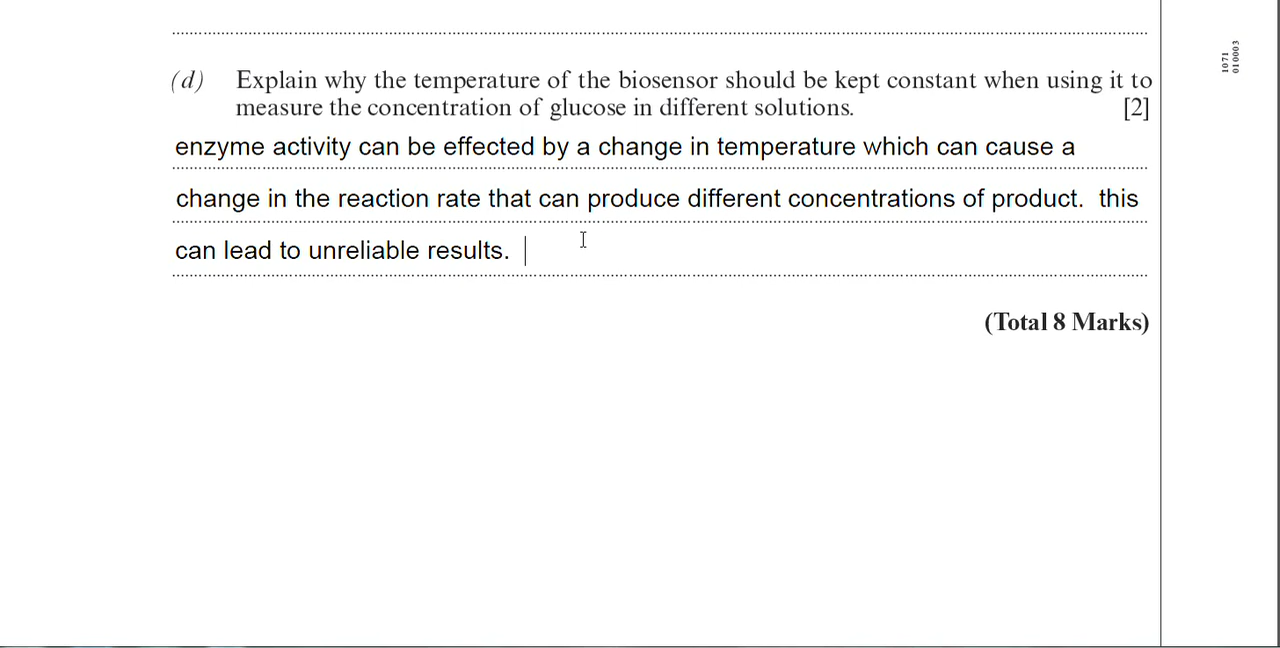 (d) Explain why the temperature of the biosensor should be kept constant when using it to
measure the concentration of glucose in different solutions. [2]
enzyme activity can be effected by a change in temperature which can cause a
change in the reaction rate that can produce different concentrations of product. this
can lead to unreliable results.
(Total 8 Marks)
1071
010003